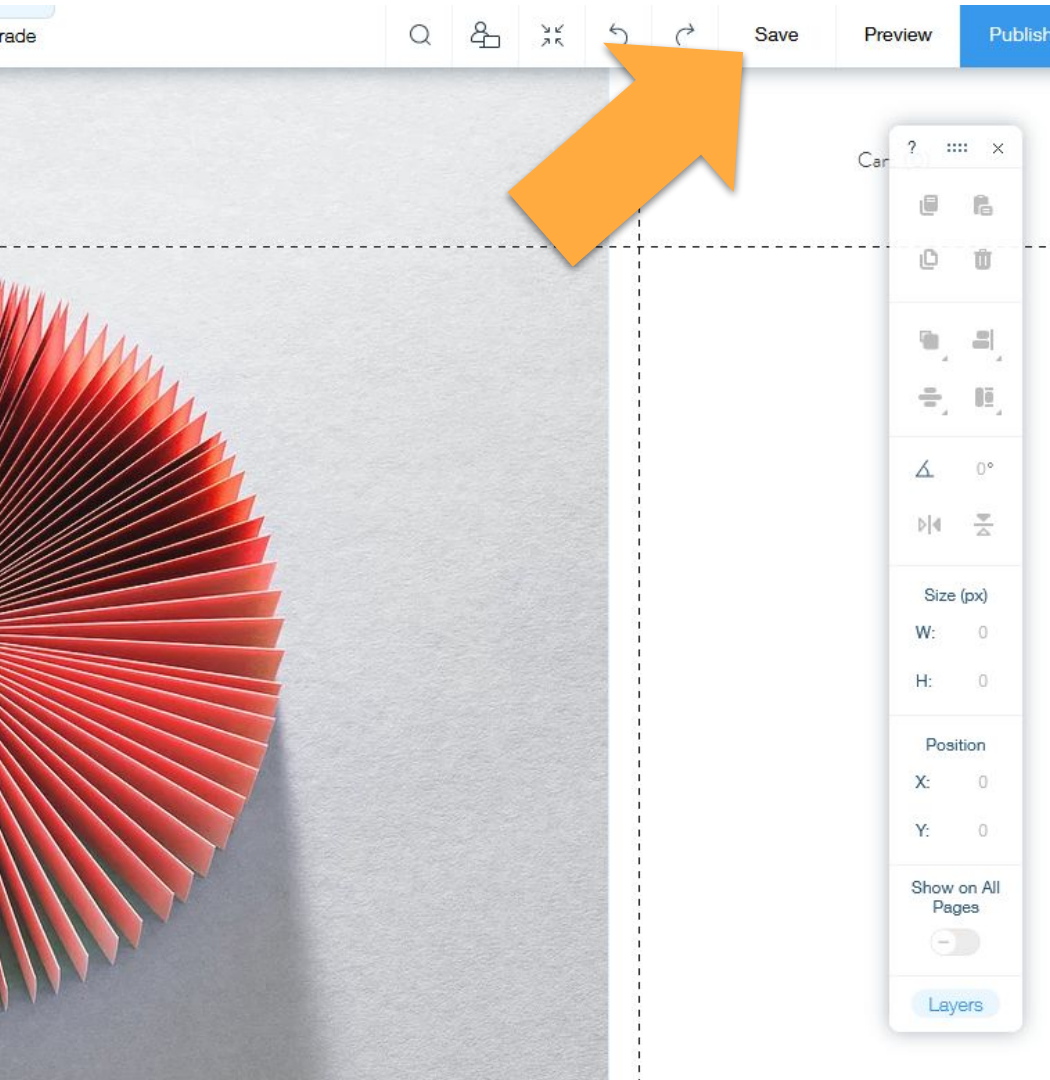 rade
Save
Preview
Publish
Car
?
0°
Size (px)
W: 0
H: 0
Position
X: 0
Y: 0
Show on All
Pages
Layers